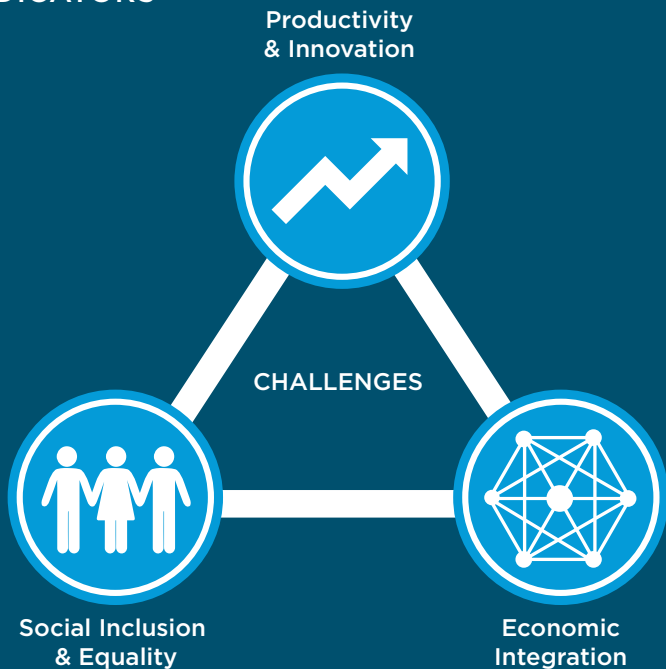 Productivity
& Innovation
CHALLENGES
Social Inclusion
& Equality
Economic
Integration